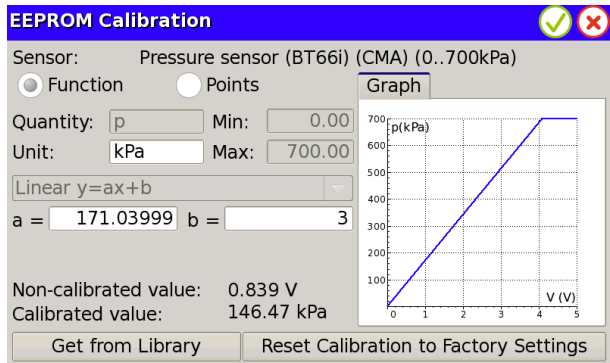 EEPROM Calibration
Sensor: Pressure sensor (BT66i) (CMA) (0..700kPa)
Function Points
Graph
Quantity: p Min: 0.00
Unit: kPa Max: 700.00
Linear y=ax+b
a = 171.03999 b = 3
Non-calibrated value: 0.839 V
Calibrated value: 146.47 kPa
p(kPa)
700
600
500
400
300
200
100
V (V)
0 1 2 3 4 5
Get from Library Reset Calibration to Factory Settings